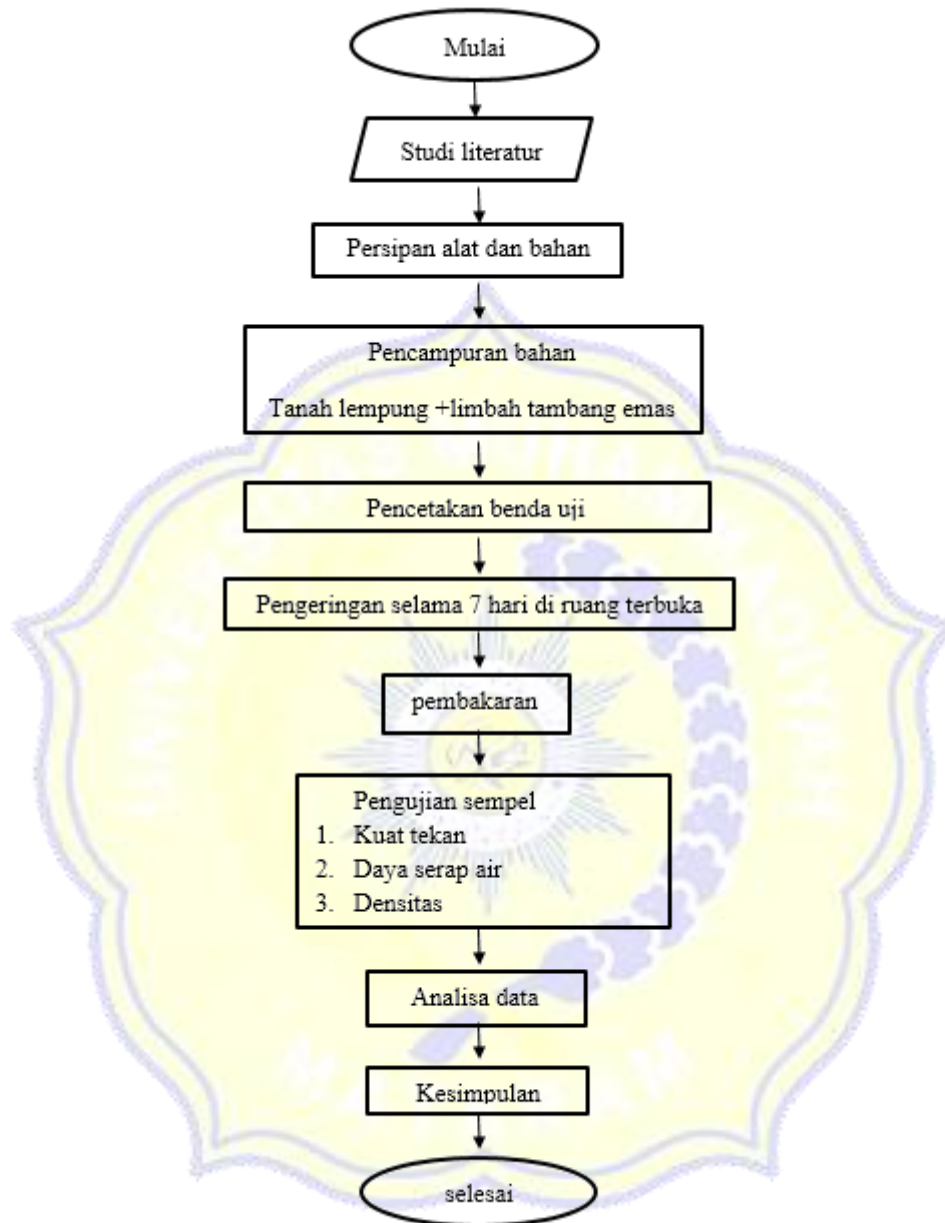 Mulai
Studi literatur
Persipan alat dan bahan
Pencampuran bahan
Tanah lempung +limbah tambang emas
Pencetakan benda uji
Pengeringan selama 7 hari di ruang terbuka
pembakaran
Pengujian sempel
1. Kuat tekan
2. Daya serap air
3. Densitas
Analisa data
Kesimpulan
selesai